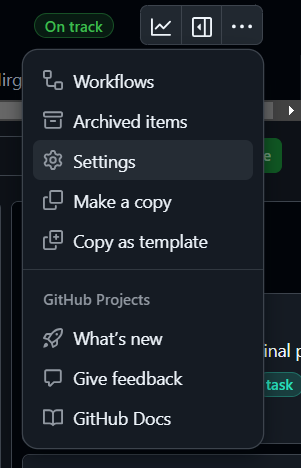 On track
Workflows
Archived items
Settings
Make a copy
Copy as template
GitHub Projects
What's new
Give feedback
GitHub Docs
inal p
task